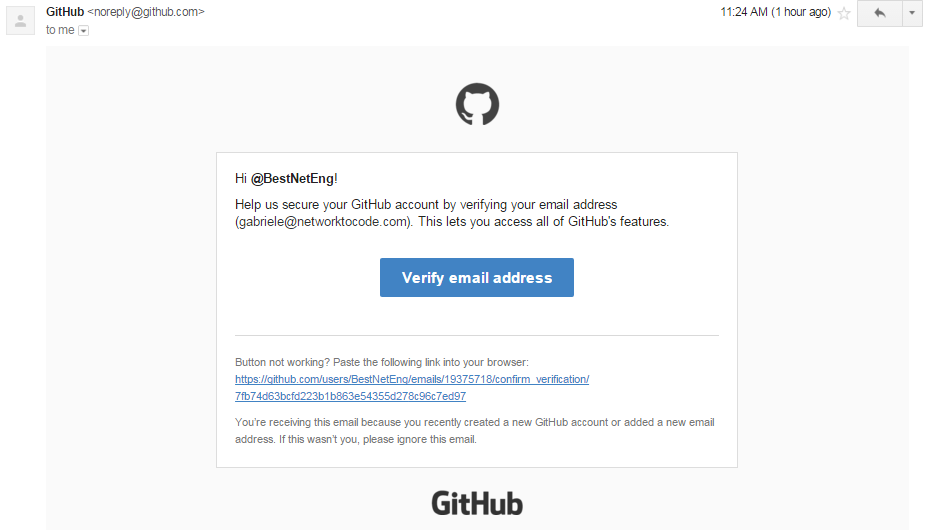 GitHub <noreply@github.com>
11:24 AM (1 hour ago)
to me
Hi @BestNetEng!
Help us secure your GitHub account by verifying your email address
(gabriele@networktocode.com). This lets you access all of GitHub's features.
Verify email address
Button not working? Paste the following link into your browser:
https://github.com/users/BestNetEng/emails/19375718/confirm_verification/
7fb74d63bcfd223b1b863e54355d278c96c7ed97
You're receiving this email because you recently created a new GitHub account or added a new email
address. If this wasn't you, please ignore this email.
GitHub